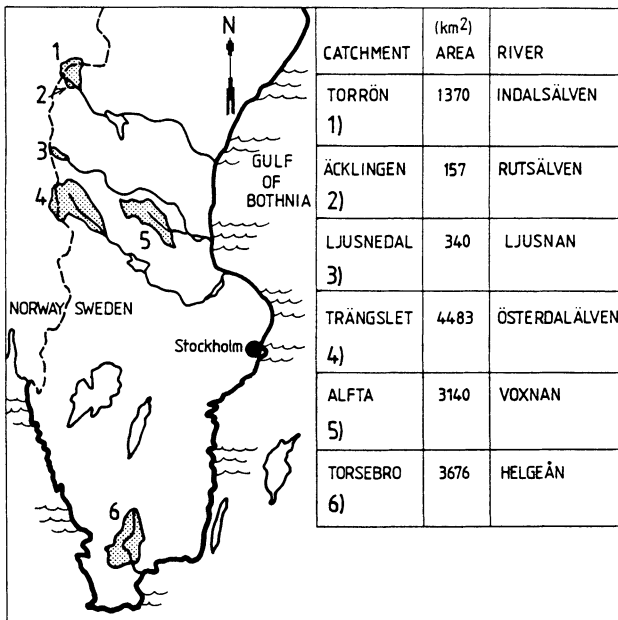 1
2
3
4
5
6
N
GULF
OF
BOTHNIA
NORWAY SWEDEN
Stockholm
CATCHMENT (km²) AREA RIVER
TORRÖN 1370 INDALSÄLVEN
1)
ÄCKLINGEN 157 RUTSÄLVEN
2)
LJUSNEDAL 340 LJUSNAN
3)
TRÄNGSLET 4483 ÖSTERDALÄLVEN
4)
ALFTA 3140 VOXNAN
5)
TORSEBRO 3676 HELGEÅN
6)